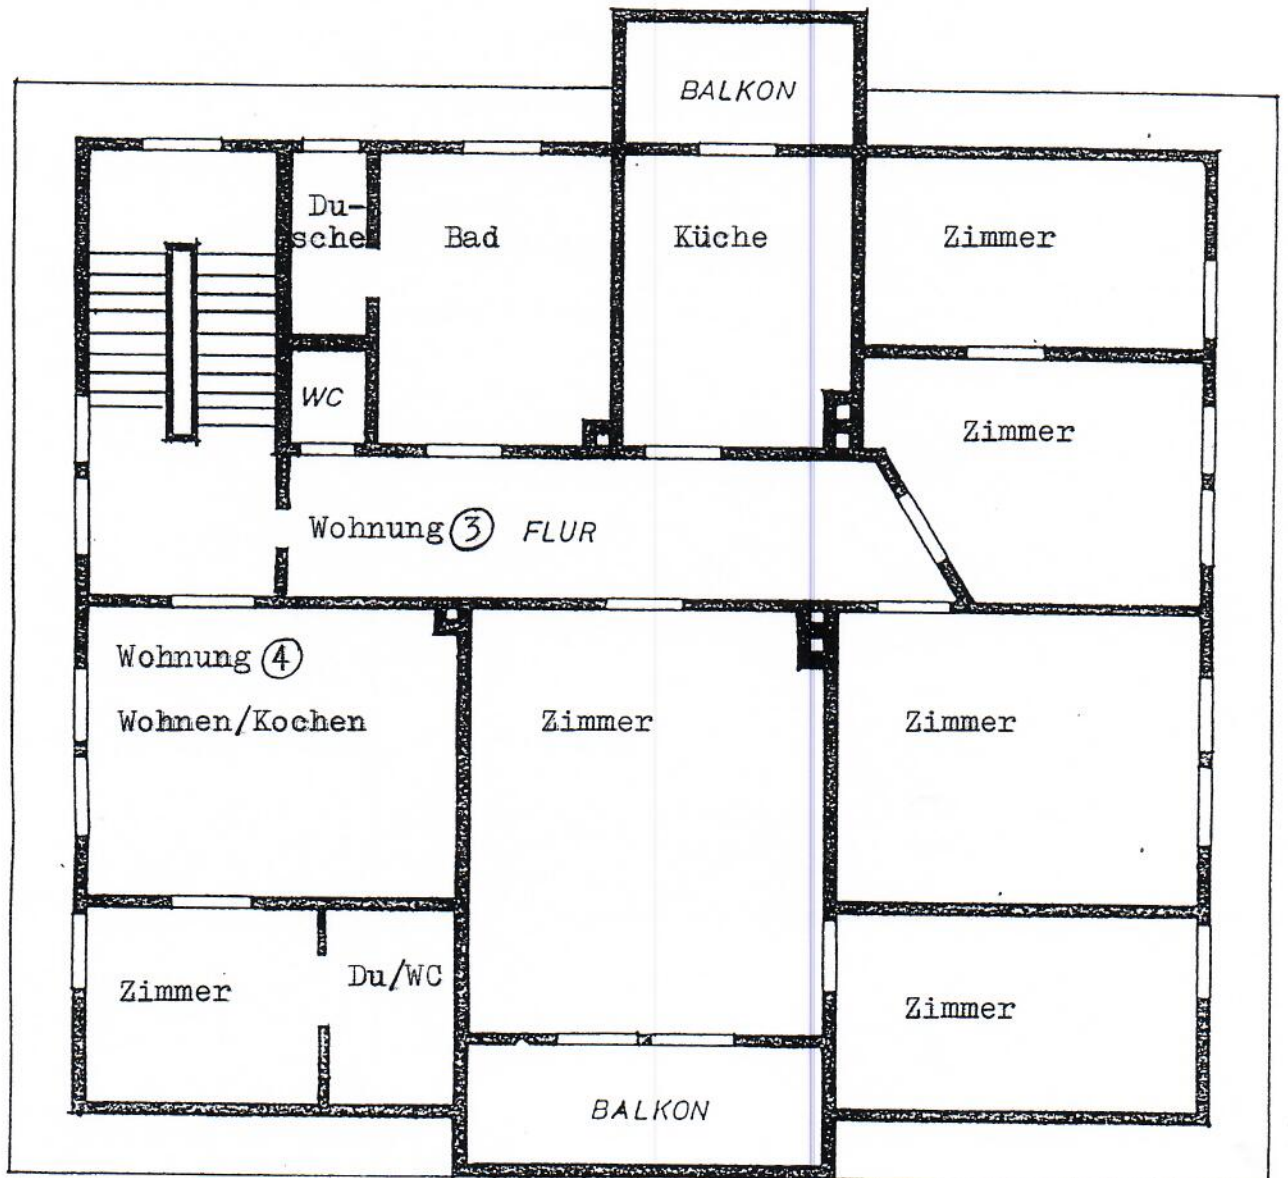 BALKON
Du-
sche
Bad
Küche
Zimmer
WC
Zimmer
Wohnung 3 FLUR
Wohnung 4
Wohnen/Kochen
Zimmer
Zimmer
Zimmer
Du/WC
Zimmer
BALKON